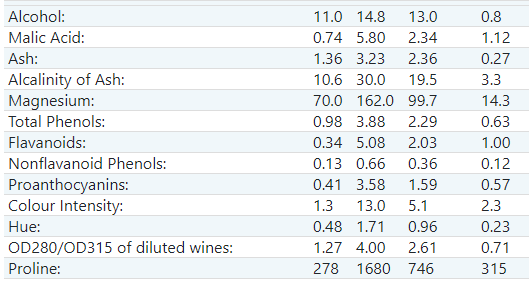 Alcohol: 11.0 14.8 13.0 0.8
Malic Acid: 0.74 5.80 2.34 1.12
Ash: 1.36 3.23 2.36 0.27
Alcalinity of Ash: 10.6 30.0 19.5 3.3
Magnesium: 70.0 162.0 99.7 14.3
Total Phenols: 0.98 3.88 2.29 0.63
Flavanoids: 0.34 5.08 2.03 1.00
Nonflavanoid Phenols: 0.13 0.66 0.36 0.12
Proanthocyanins: 0.41 3.58 1.59 0.57
Colour Intensity: 1.3 13.0 5.1 2.3
Hue: 0.48 1.71 0.96 0.23
OD280/OD315 of diluted wines: 1.27 4.00 2.61 0.71
Proline: 278 1680 746 315